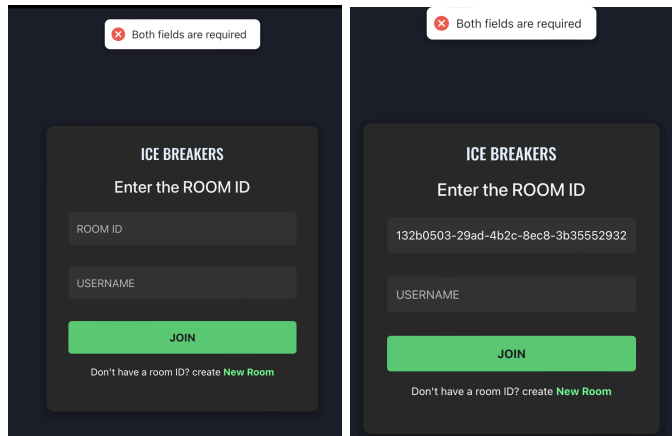 Both fields are required
ICE BREAKERS
Enter the ROOM ID
ROOM ID
USERNAME
JOIN
Don't have a room ID? create New Room
Both fields are required
ICE BREAKERS
Enter the ROOM ID
132b0503-29ad-4b2c-8ec8-3b35552932
USERNAME
JOIN
Don't have a room ID? create New Room